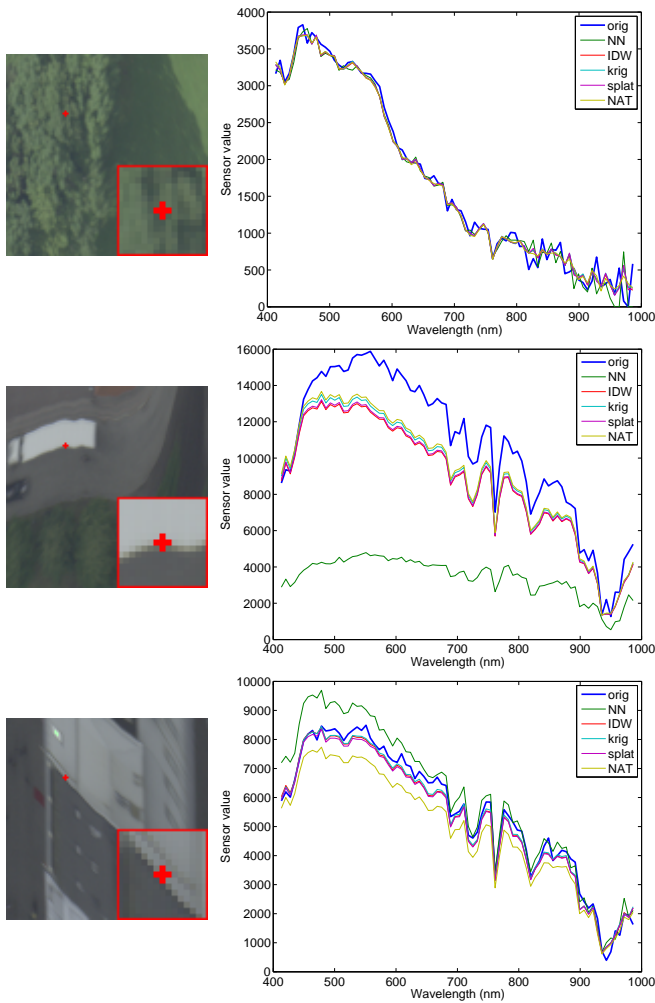 4000
3500
3000
2500
2000
1500
1000
500
0
Sensor value
400 500 600 700 800 900 1000
Wavelength (nm)
orig
NN
IDW
krig
splat
NAT
16000
14000
12000
10000
8000
6000
4000
2000
0
Sensor value
400 500 600 700 800 900 1000
Wavelength (nm)
orig
NN
IDW
krig
splat
NAT
10000
9000
8000
7000
6000
5000
4000
3000
2000
1000
0
Sensor value
400 500 600 700 800 900 1000
Wavelength (nm)
orig
NN
IDW
krig
splat
NAT